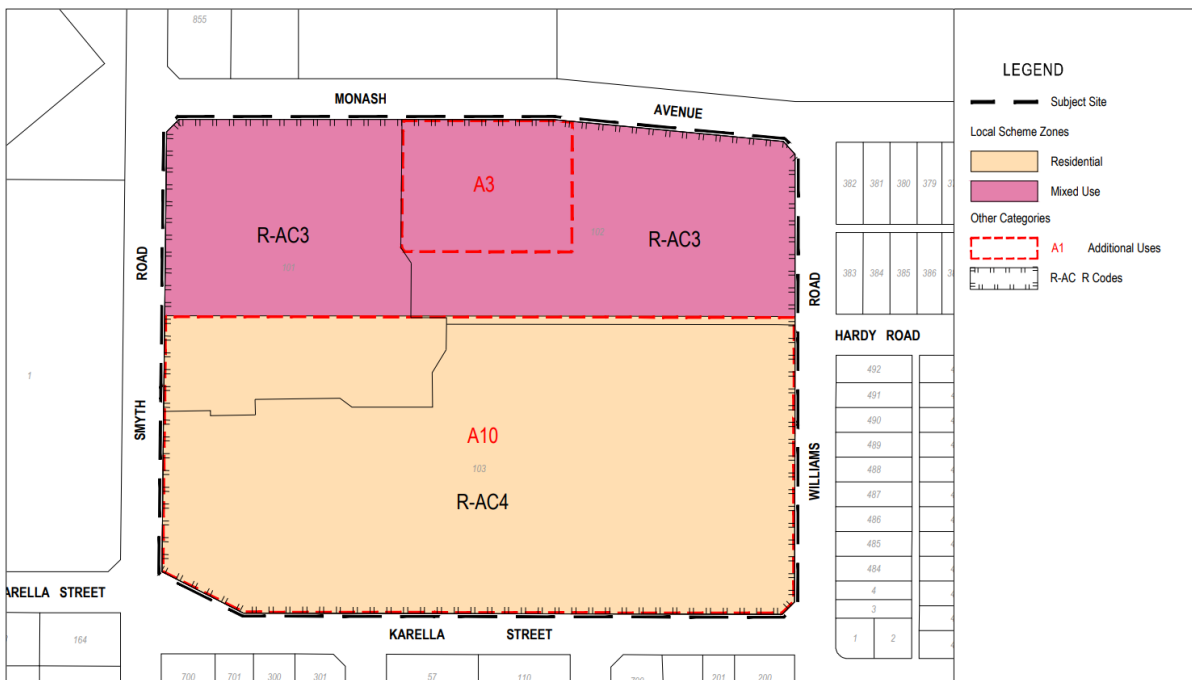 855
MONASH
AVENUE
LEGEND
Subject Site
Local Scheme Zones
Residential
Mixed Use
Other Categories
A1 Additional Uses
R-AC R Codes
A3
R-AC3
R-AC3
101
102
382 381 380 379
383 384 385 386
ROAD
ROAD
HARDY ROAD
1
SMYTH
WILLIAMS
A10
103
R-AC4
492
491
490
489
488
487
486
485
484
4
3
1 2
ARELLA STREET
164
KARELLA STREET
700 701 300 301 57 110 201 200